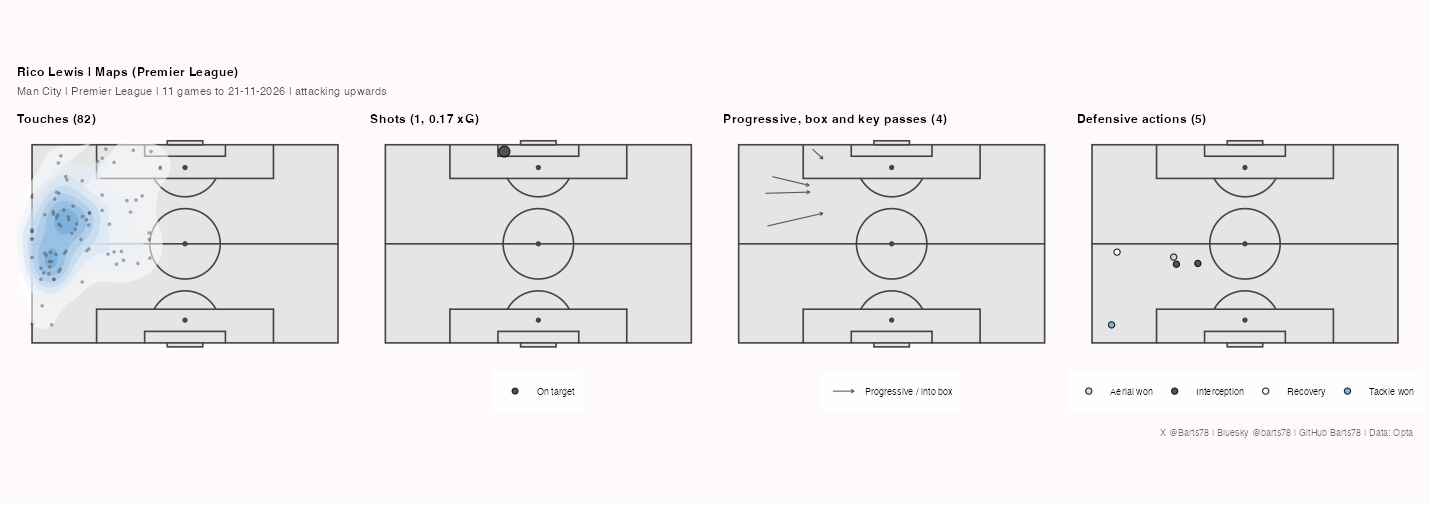 Rico Lewis | Maps (Premier League)
Man City | Premier League | 11 games to 21-11-2026 | attacking upwards
Touches (82)
Shots (1, 0.17 xG)
Progressive, box and key passes (4)
Defensive actions (5)
On target
Progressive / into box
Aerial won
Interception
Recovery
Tackle won
X @Barts78 | Bluesky @barts78 | GitHub Barts78 | Data: Opta